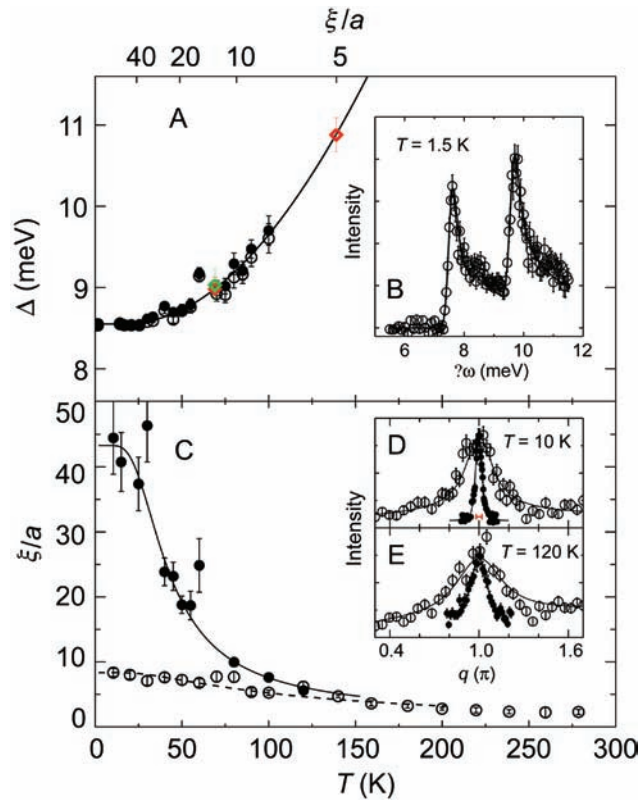 ξ/a
40 20 10 5
A
11
10
9
8
Δ (meV)
T = 1.5 K
Intensity
B
6 8 10 12
?ω (meV)
50
40
30
20
10
0
ξ/a
C
D
T = 10 K
Intensity
E
T = 120 K
0.4 1.0 1.6
q (π)
0 50 100 150 200 250 300
T (K)